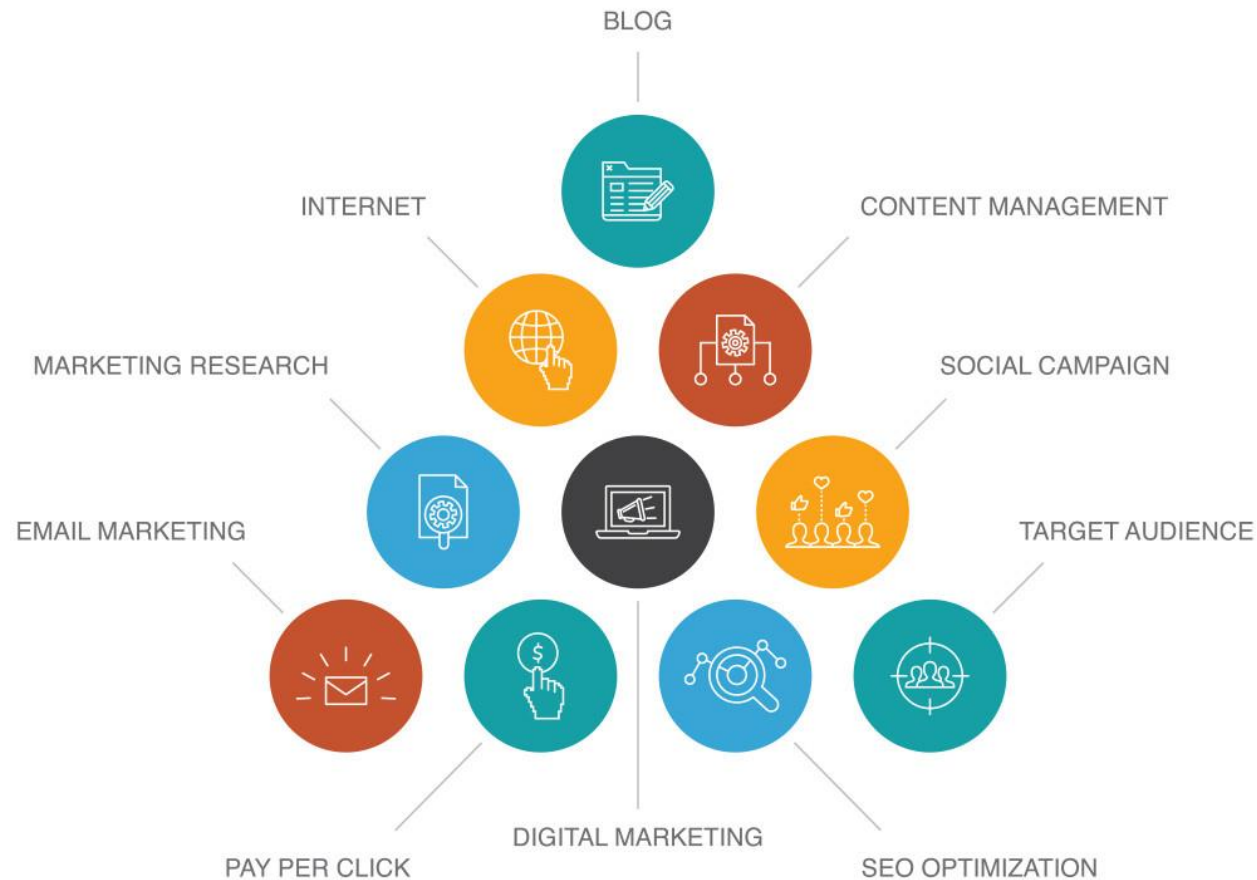 BLOG
INTERNET
CONTENT MANAGEMENT
MARKETING RESEARCH
SOCIAL CAMPAIGN
EMAIL MARKETING
TARGET AUDIENCE
$
DIGITAL MARKETING
PAY PER CLICK
SEO OPTIMIZATION